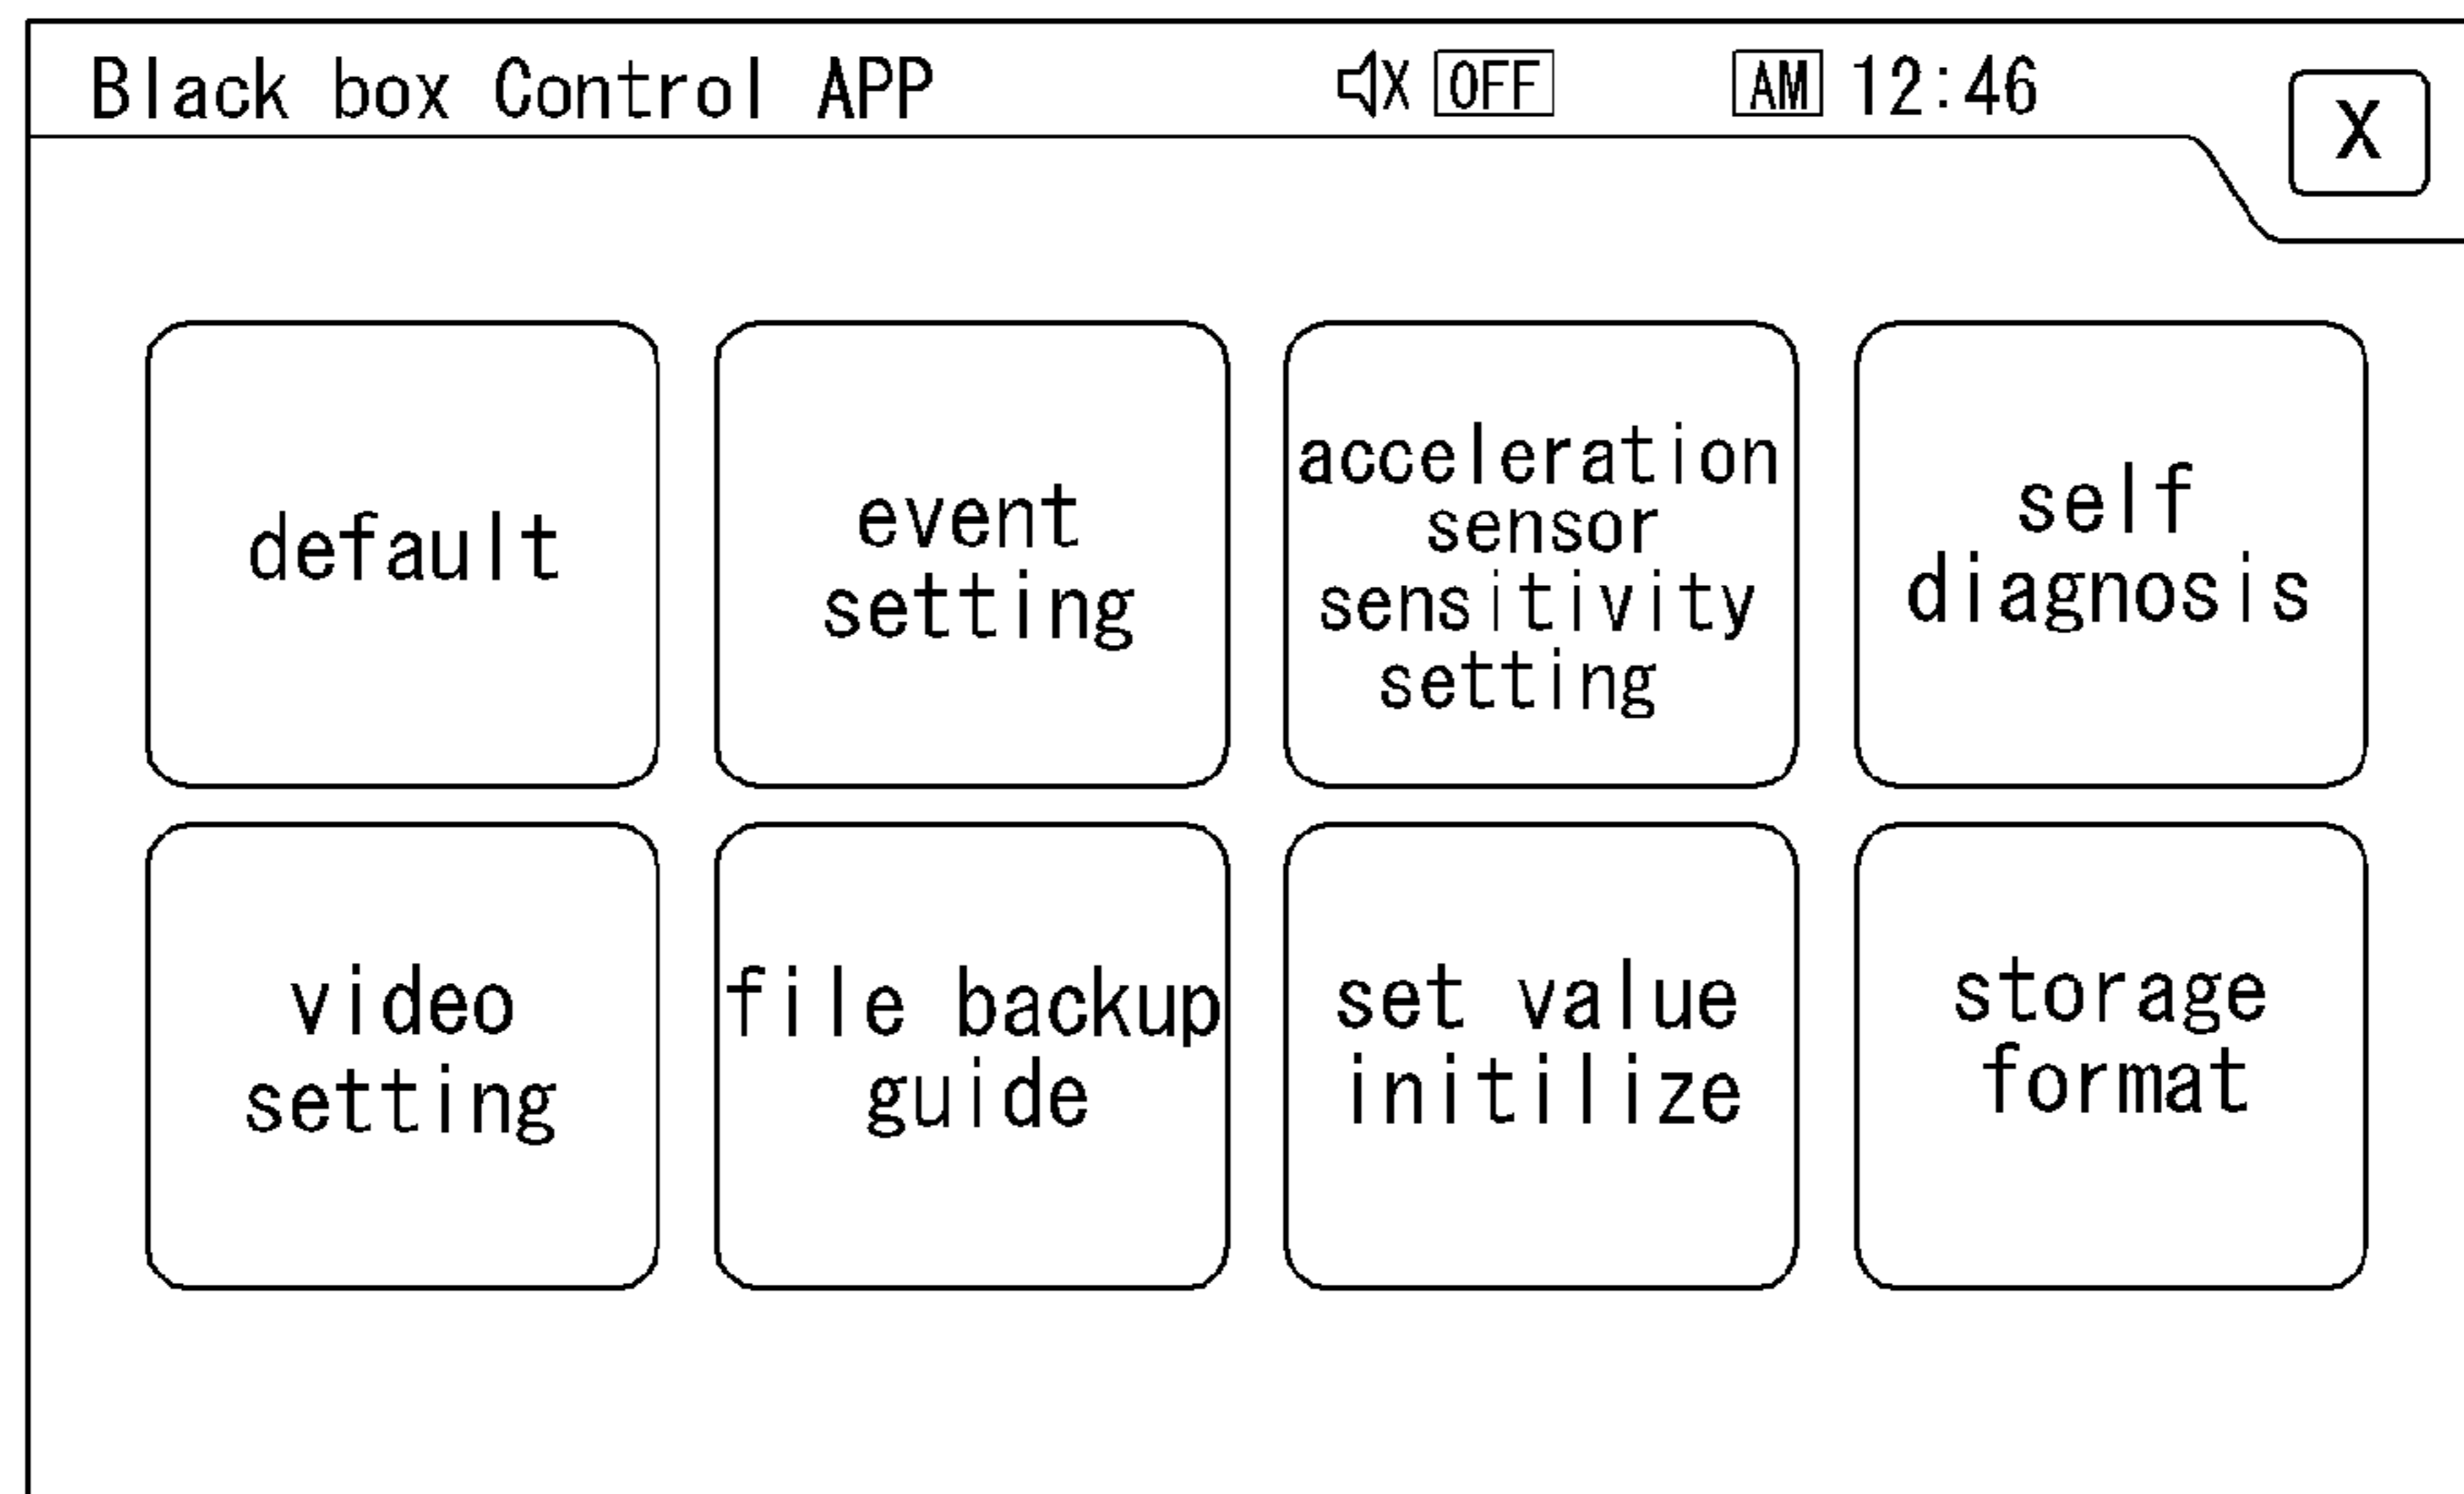 Black box Control APP X OFF AM 12:46 X
default
event
setting
acceleration
sensor
sensitivity
setting
self
diagnosis
video
setting
file backup
guide
set value
initilize
storage
format